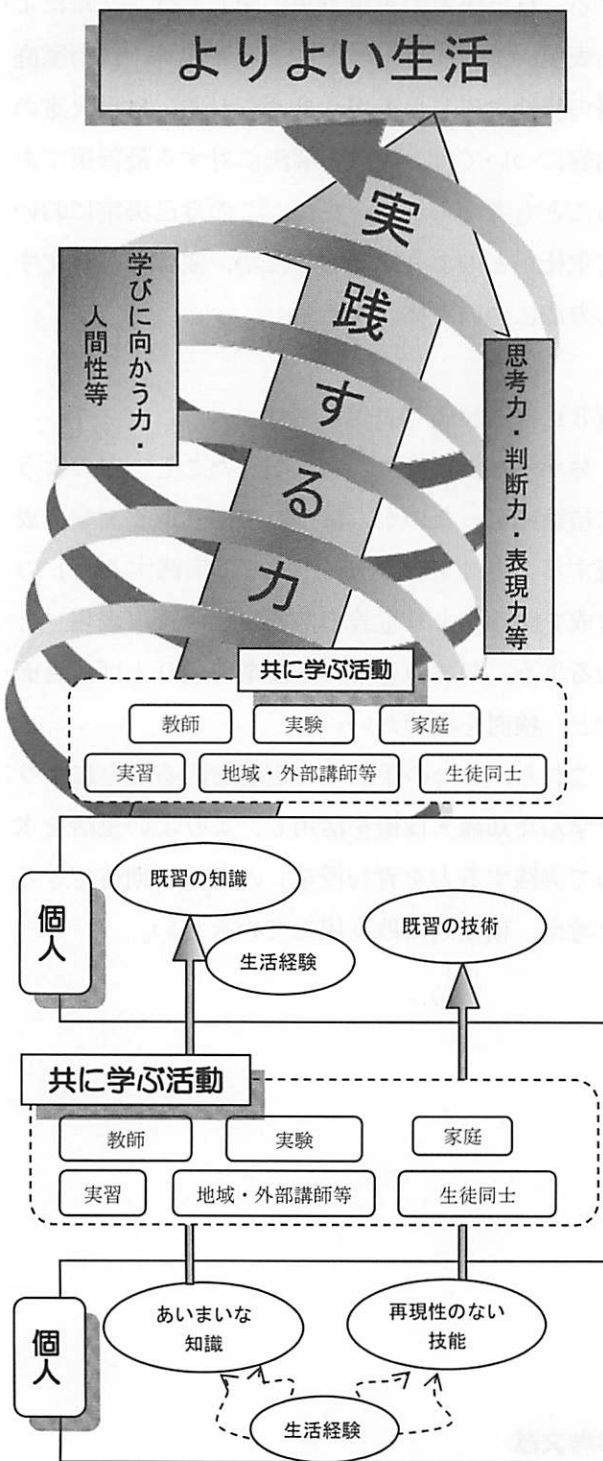 よりよい生活
実践する力
学びに向かう力・
人間性等
思考力・判断力・表現力等
共に学ぶ活動
教師
実験
家庭
実習
地域・外部講師等
生徒同士
個人
既習の知識
生活経験
既習の技術
共に学ぶ活動
教師
実験
家庭
実習
地域・外部講師等
生徒同士
個人
あいまいな
知識
再現性のない
技能
生活経験